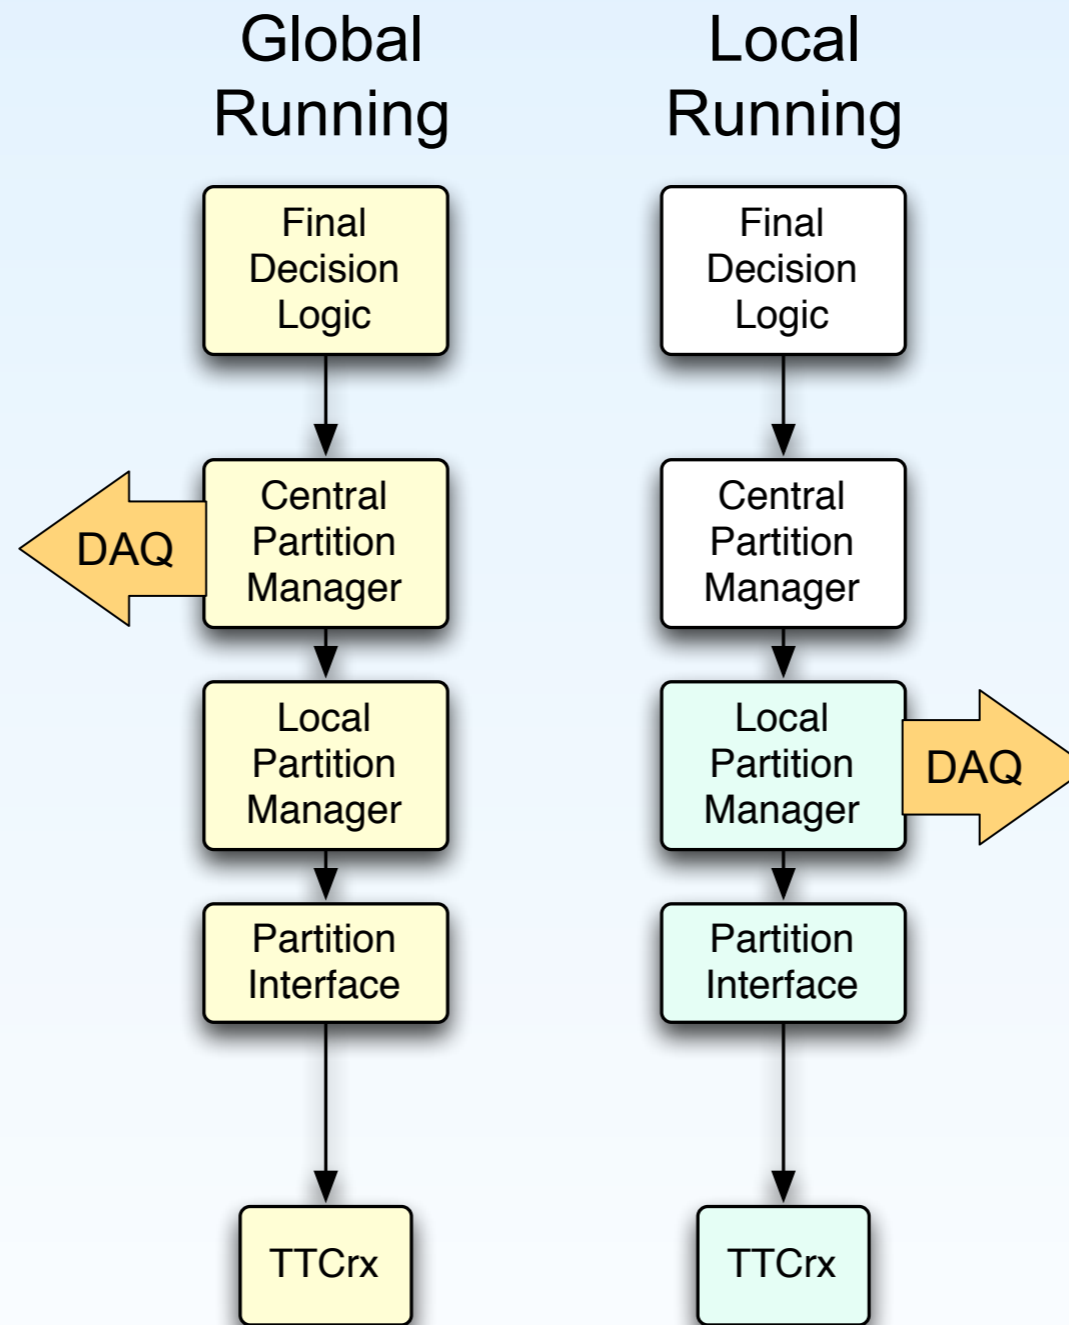 Global
Running
Final
Decision
Logic
Central
Partition
Manager
DAQ
Local
Partition
Manager
Partition
Interface
TTCrx
Local
Running
Final
Decision
Logic
Central
Partition
Manager
Local
Partition
Manager
DAQ
Partition
Interface
TTCrx